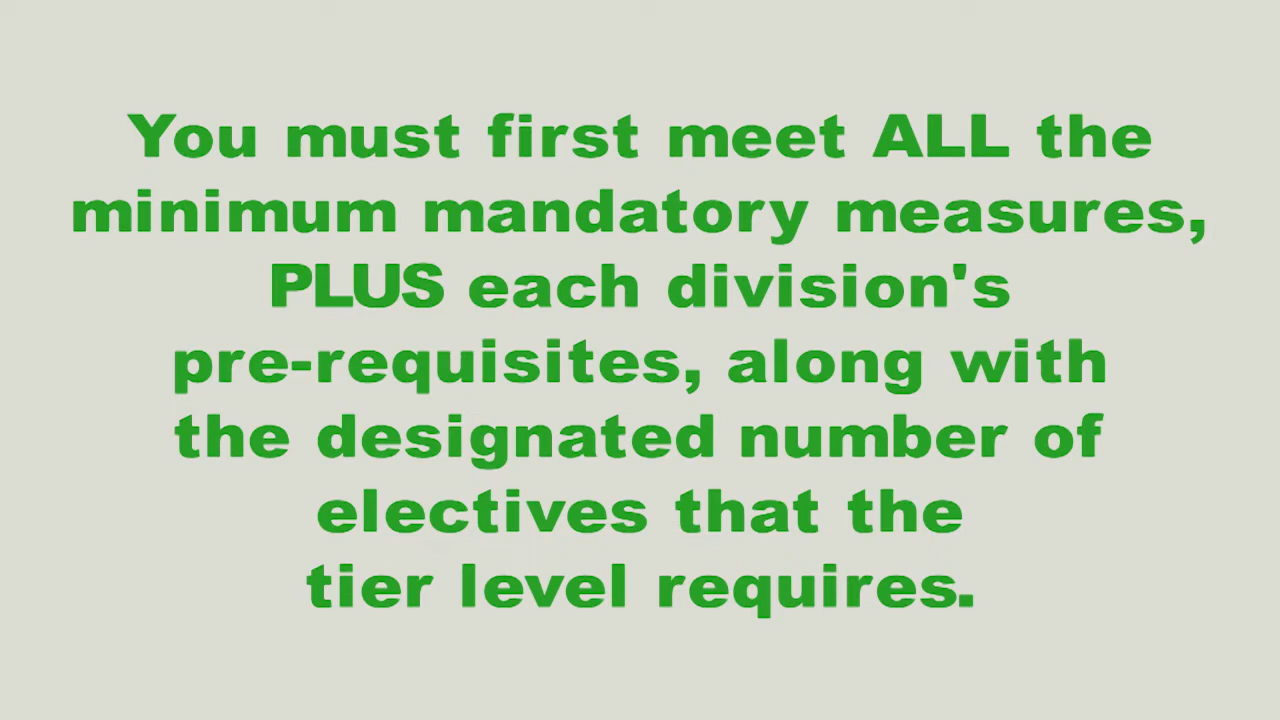 You must first meet ALL the
minimum mandatory measures,
PLUS each division's
pre-requisites, along with
the designated number of
electives that the
tier level requires.